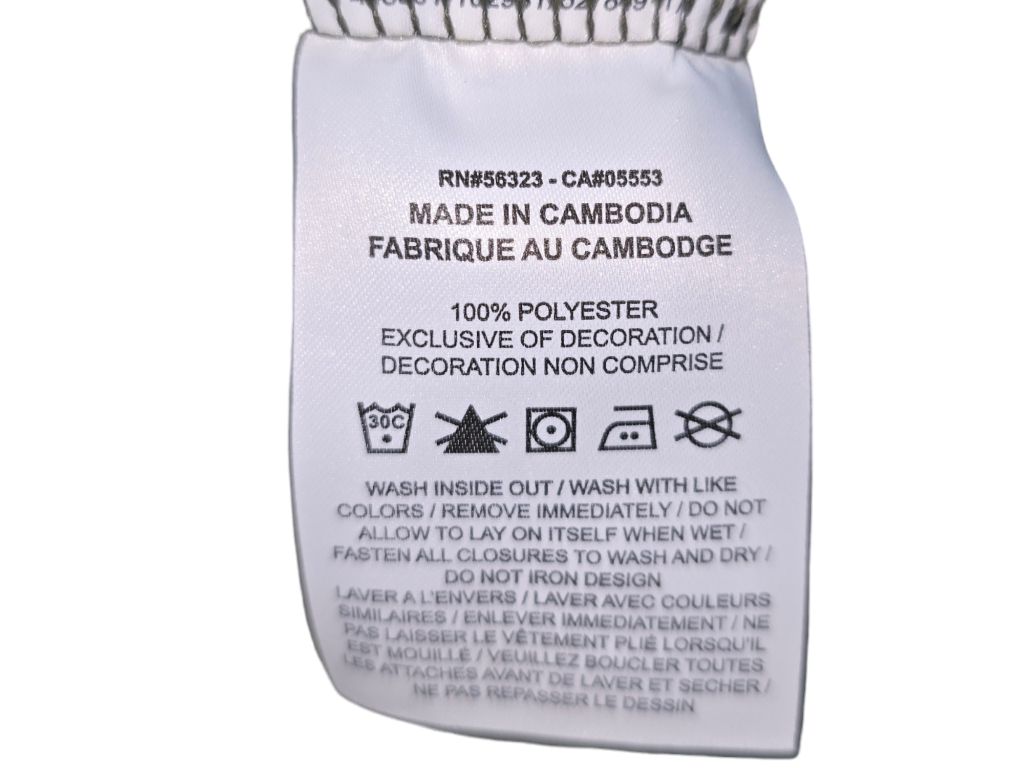 RN#56323 - CA#05553
MADE IN CAMBODIA
FABRIQUE AU CAMBODGE
100% POLYESTER
EXCLUSIVE OF DECORATION /
DECORATION NON COMPRISE
30C
WASH INSIDE OUT / WASH WITH LIKE
COLORS / REMOVE IMMEDIATELY / DO NOT
ALLOW TO LAY ON ITSELF WHEN WET /
FASTEN ALL CLOSURES TO WASH AND DRY /
DO NOT IRON DESIGN
LAVER A L'ENVERS / LAVER AVEC COULEURS
SIMILAIRES / ENLEVER IMMEDIATEMENT / NE
PAS LAISSER LE VÊTEMENT PLIÉ LORSQU'IL
EST MOUILLÉ / VEUILLEZ BOUCLER TOUTES
LES ATTACHES AVANT DE LAVER ET SECHER /
NE PAS REPASSER LE DESSIN